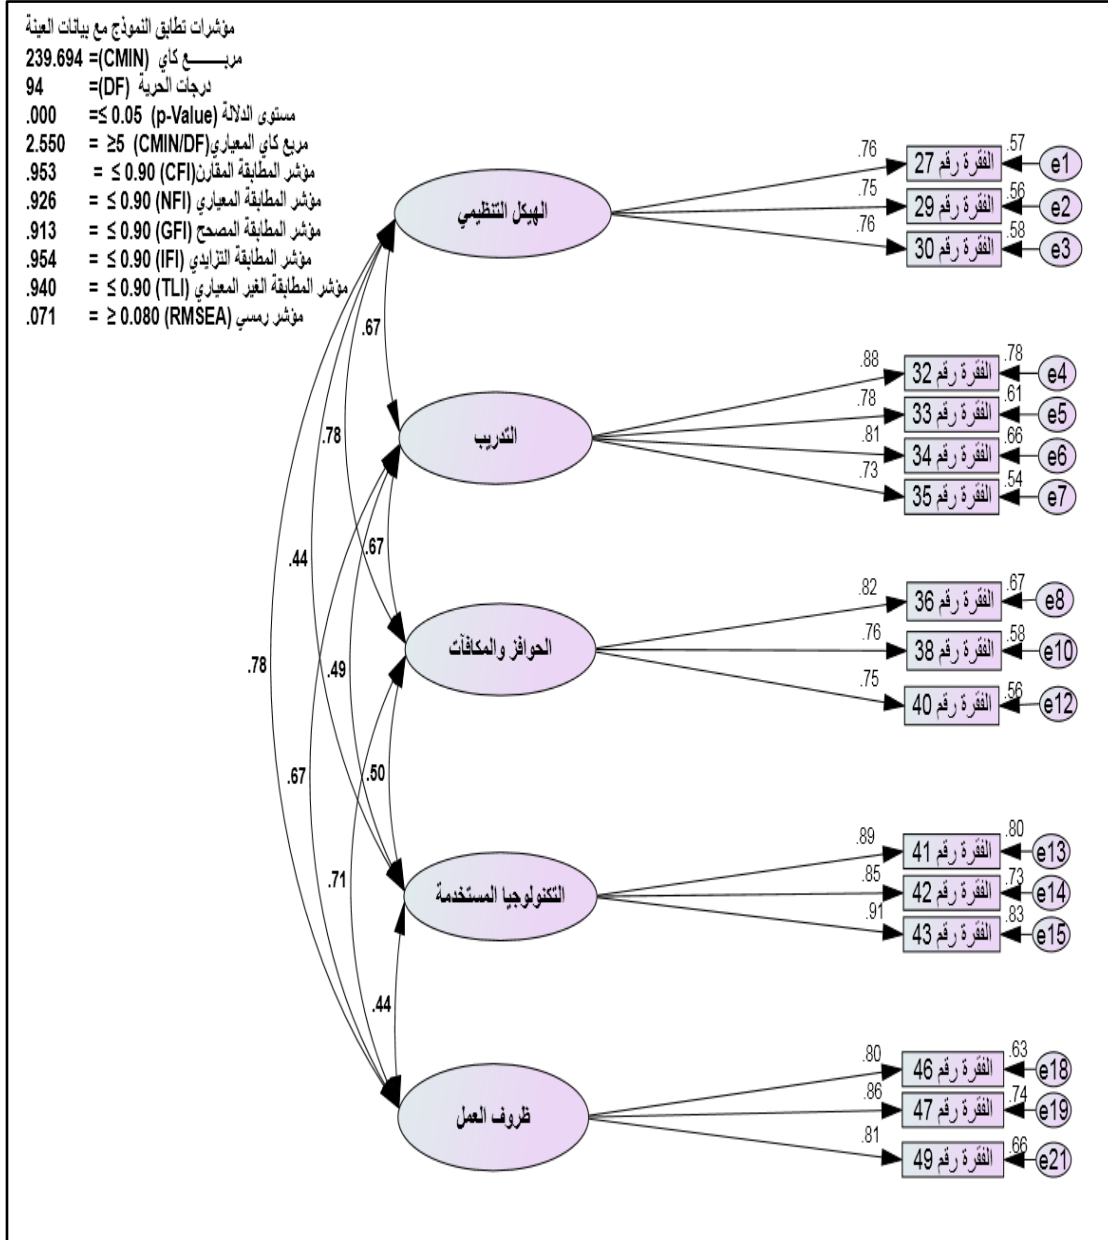 مؤشرات تطابق النموذج مع بيانات العينة
مربـــــــع كاي (CMIN)= 239.694
درجات الحرية (DF)= 94
مستوى الدلالة (p-Value) 0.05 ≥= .000
مربع كاي المعياري(CMIN/DF) 5≤ = 2.550
مؤشر المطابقة المقارن(CFI) 0.90 ≥ = .953
مؤشر المطابقة المعياري (NFI) 0.90 ≥ = .926
مؤشر المطابقة المصحح (GFI) 0.90 ≥ = .913
مؤشر المطابقة التزايدي (IFI) 0.90 ≥ = .954
مؤشر المطابقة الغير المعياري (TLI) 0.90 ≥ = .940
مؤشر رمسي (RMSEA) 0.080 ≤ = .071
الهيكل التنظيمي
.76
الفقرة رقم 27
.57
e1
.75
الفقرة رقم 29
.56
e2
.76
الفقرة رقم 30
.58
e3
.67
التدريب
.88
الفقرة رقم 32
.78
e4
.78
الفقرة رقم 33
.61
e5
.81
الفقرة رقم 34
.66
e6
.73
الفقرة رقم 35
.54
e7
.78
.44
.67
الحوافز والمكافآت
.82
الفقرة رقم 36
.67
e8
.76
الفقرة رقم 38
.58
e10
.75
الفقرة رقم 40
.56
e12
.78
.49
.67
.50
التكنولوجيا المستخدمة
.89
الفقرة رقم 41
.80
e13
.85
الفقرة رقم 42
.73
e14
.91
الفقرة رقم 43
.83
e15
.71
.44
ظروف العمل
.80
الفقرة رقم 46
.63
e18
.86
الفقرة رقم 47
.74
e19
.81
الفقرة رقم 49
.66
e21